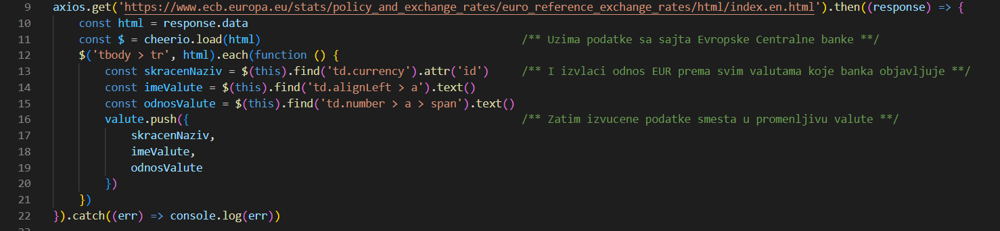 9 axios.get('https://www.ecb.europa.eu/stats/policy_and_exchange_rates/euro_reference_exchange_rates/html/index.en.html').then((response) => {
10 const html = response.data
11 const $ = cheerio.load(html) /** Uzima podatke sa sajta Evropske Centralne banke **/
12 $('tbody > tr', html).each(function () {
13 const skracenNaziv = $(this).find('td.currency').attr('id') /** I izvlaci odnos EUR prema svim valutama koje banka objavljuje **/
14 const imeValute = $(this).find('td.alignLeft > a').text()
15 const odnosValute = $(this).find('td.number > a > span').text()
16 valute.push({ /** Zatim izvucene podatke smesta u promenljivu valute **/
17 skracenNaziv,
18 imeValute,
19 odnosValute
20 })
21 })
22 }).catch((err) => console.log(err))